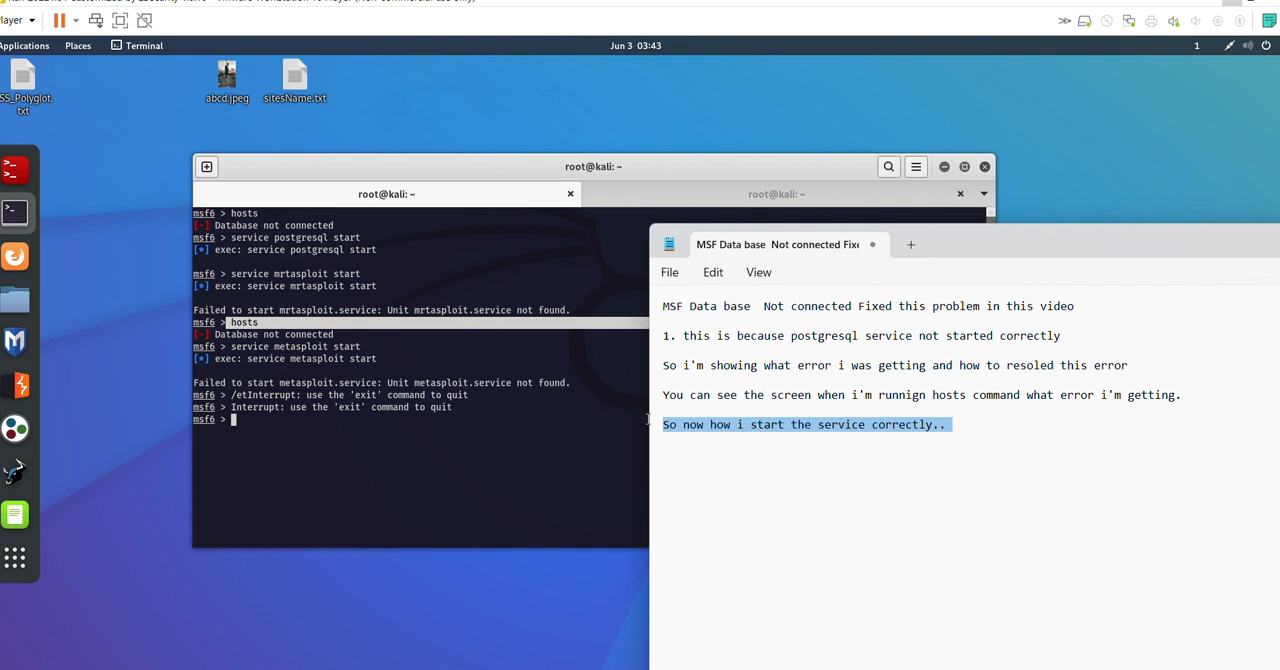 layer
Applications Places Terminal Jun 3 03:43 1
SS_Polyglot.
txt
abcd.jpeg
sitesName.txt
root@kali: ~
root@kali: ~
root@kali: ~
msf6 > hosts
[-] Database not connected
msf6 > service postgresql start
[*] exec: service postgresql start
msf6 > service mrtasploit start
[*] exec: service mrtasploit start
Failed to start mrtasploit.service: Unit mrtasploit.service not found.
msf6 > hosts
[-] Database not connected
msf6 > service metasploit start
[*] exec: service metasploit start
Failed to start metasploit.service: Unit metasploit.service not found.
msf6 > /etInterrupt: use the 'exit' command to quit
msf6 > Interrupt: use the 'exit' command to quit
msf6 >
MSF Data base Not connected Fixe
File Edit View
MSF Data base  Not connected Fixed this problem in this video
1. this is because postgresql service not started correctly
So i'm showing what error i was getting and how to resoled this error
You can see the screen when i'm runnign hosts command what error i'm getting.
So now how i start the service correctly..